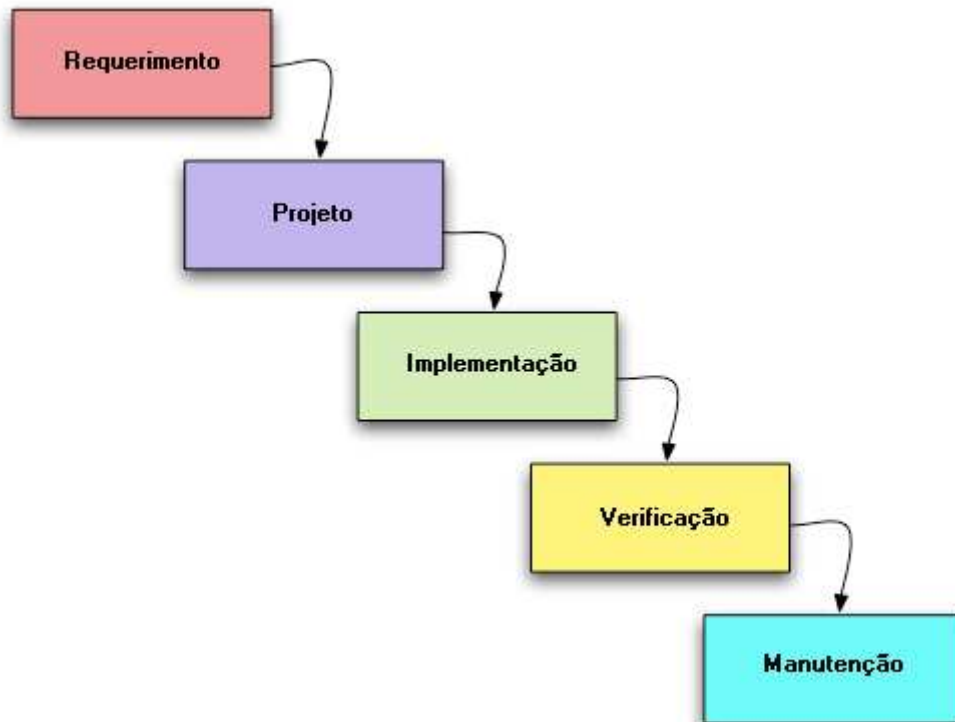 Requerimento
Projeto
Implementação
Verificação
Manutenção